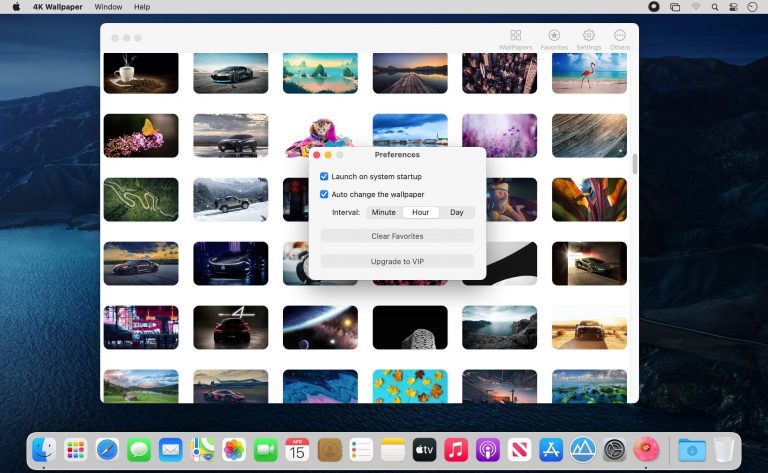 4K Wallpaper Window Help
WallPapers Favorites Settings Others
Preferences
Launch on system startup
Auto change the wallpaper
Interval: Minute Hour Day
Clear Favorites
Upgrade to VIP
4
APR
15
tv